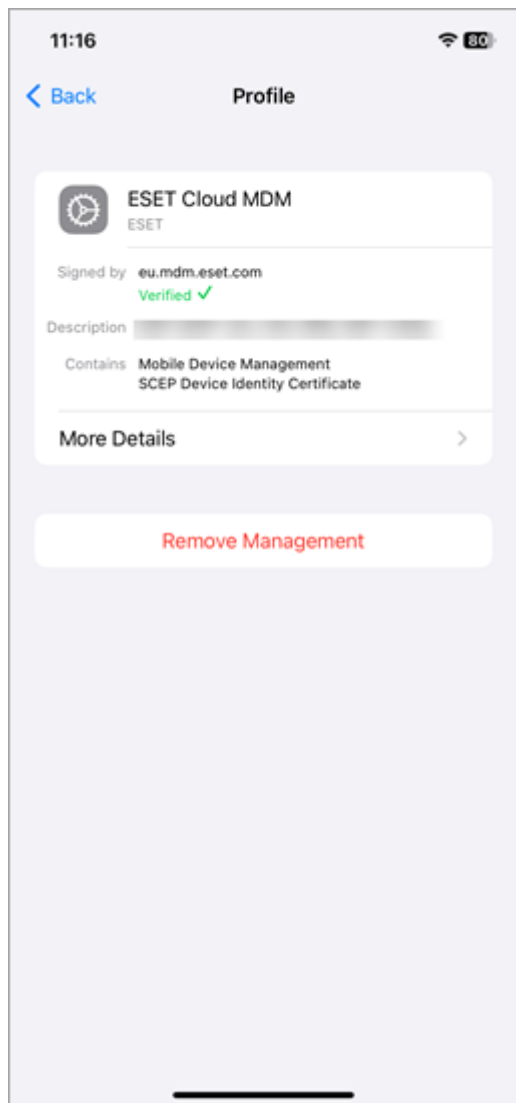 11:16
80
Back
Profile
ESET Cloud MDM
ESET
Signed by eu.mdm.eset.com
Verified
Description
Contains Mobile Device Management
SCEP Device Identity Certificate
More Details
Remove Management